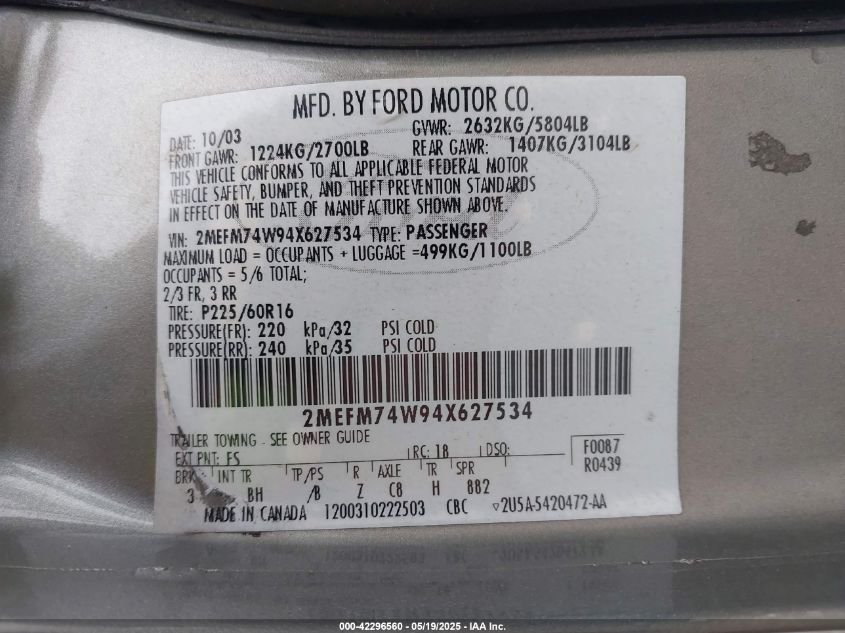 MFD. BY FORD MOTOR CO.
DATE: 10/03 GVWR: 2632KG/5804LB
FRONT GAWR: 1224KG/2700LB REAR GAWR: 1407KG/3104LB
THIS VEHICLE CONFORMS TO ALL APPLICABLE FEDERAL MOTOR
VEHICLE SAFETY, BUMPER, AND THEFT PREVENTION STANDARDS
IN EFFECT ON THE DATE OF MANUFACTURE SHOWN ABOVE.
VIN: 2MEFM74W94X627534 TYPE: PASSENGER
MAXIMUM LOAD = OCCUPANTS + LUGGAGE =499KG/1100LB
OCCUPANTS = 5/6 TOTAL;
2/3 FR, 3 RR
TIRE: P225/60R16
PRESSURE(FR): 220 kPa/32 PSI COLD
PRESSURE(RR): 240 kPa/35 PSI COLD
2MEFM74W94X627534
TRAILER TOWING - SEE OWNER GUIDE
EXT PNT: FS RC: 18 DSO: F0087
R0439
BRK INT TR TP/PS R AXLE TR SPR
3 BH /B Z C8 H 882
MADE IN CANADA 1200310222503 CBC ▽2U5A-5420472-AA
000-42296560 - 05/19/2025 - IAA Inc.